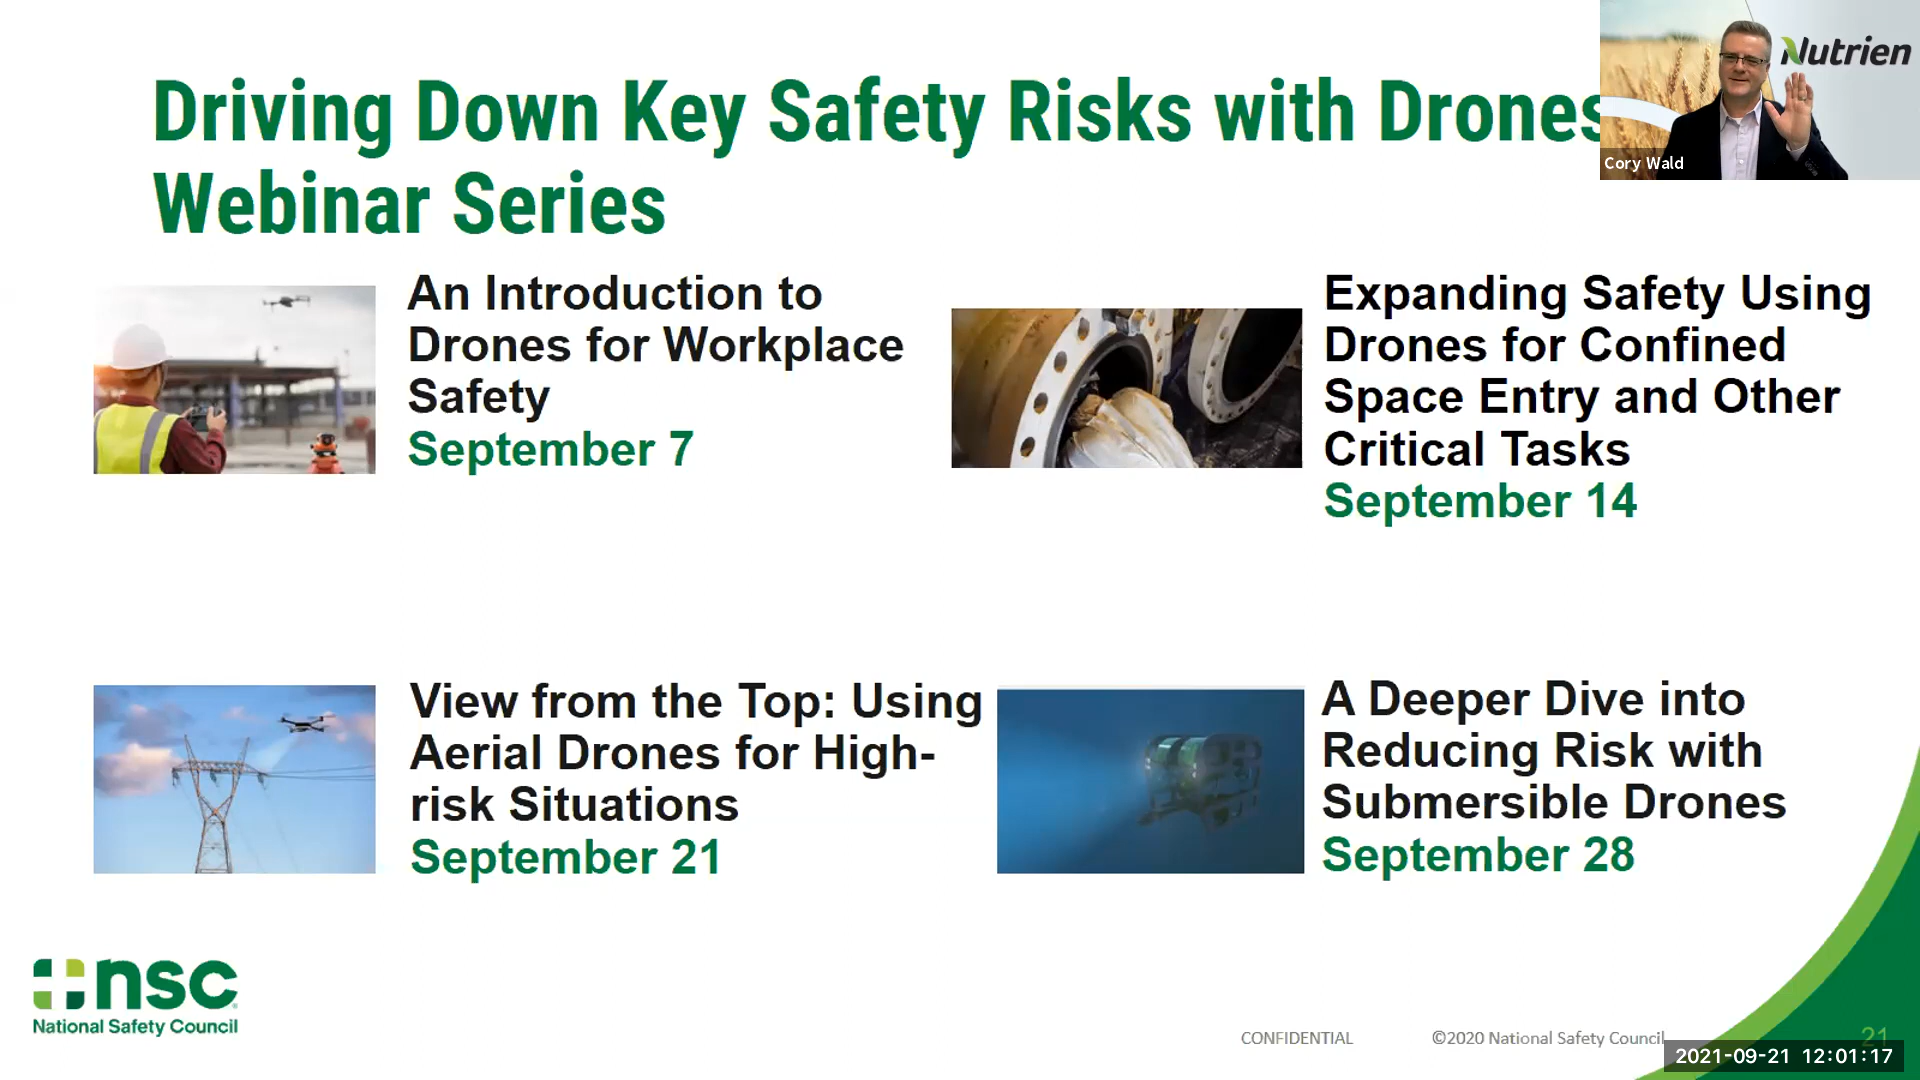 Driving Down Key Safety Risks with Drones
Webinar Series
Nutrien
Cory Wald
An Introduction to
Drones for Workplace
Safety
September 7
Expanding Safety Using
Drones for Confined
Space Entry and Other
Critical Tasks
September 14
View from the Top: Using
Aerial Drones for High-
risk Situations
September 21
A Deeper Dive into
Reducing Risk with
Submersible Drones
September 28
nsc
National Safety Council
CONFIDENTIAL
©2020 National Safety Council
21
2021-09-21 12:01:17